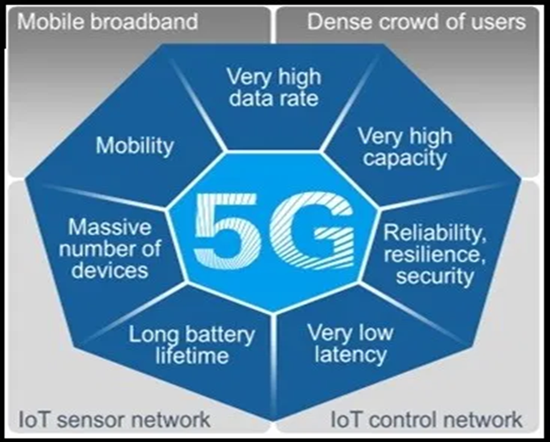 Mobile broadband
Dense crowd of users
Very high
data rate
Mobility
Very high
capacity
5G
Massive
number of
devices
Reliability,
resilience,
security
Long battery
lifetime
Very low
latency
IoT sensor network
IoT control network